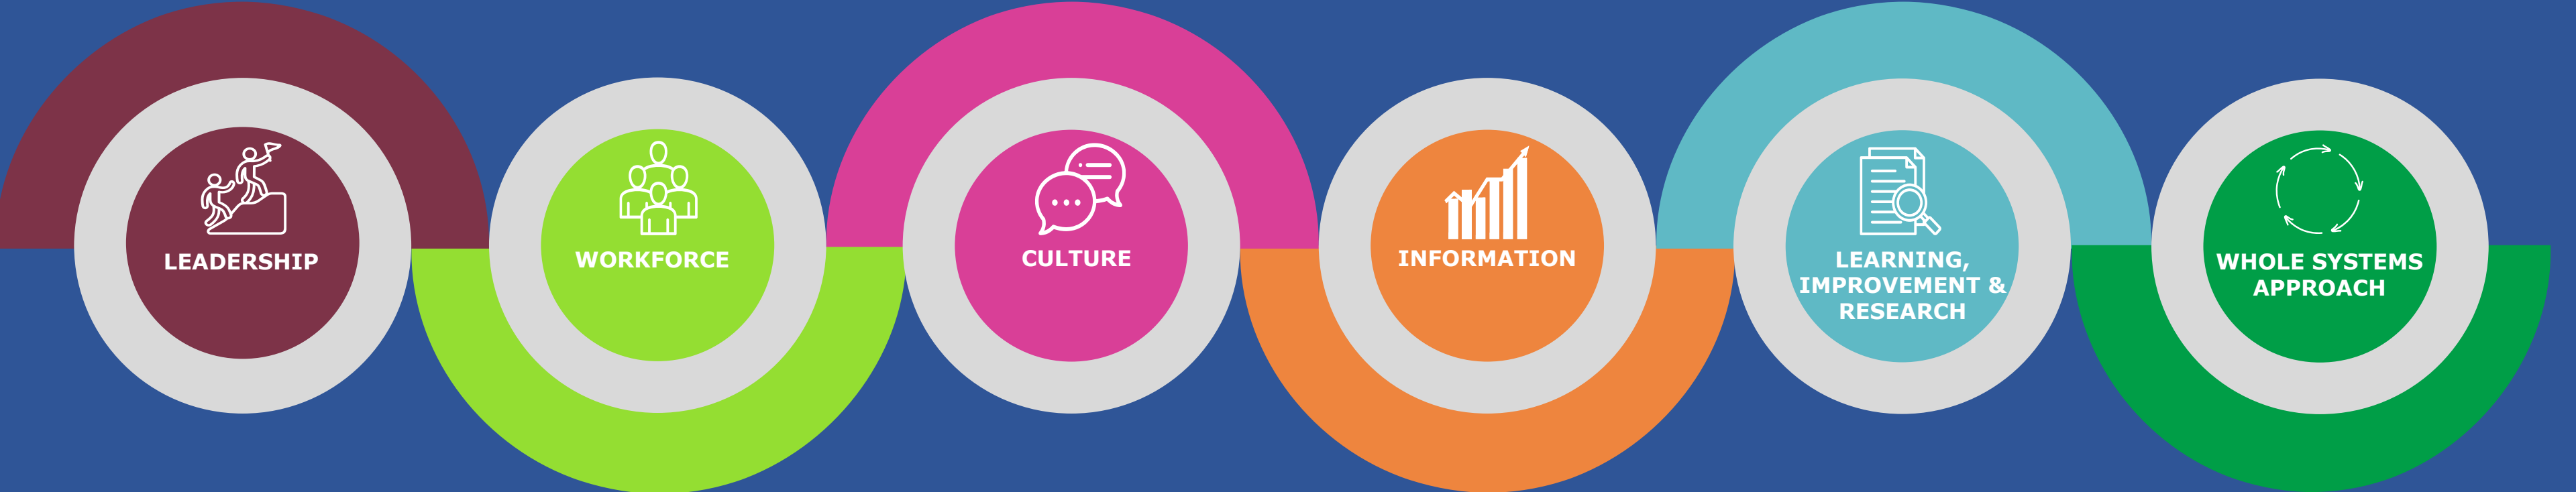 LEADERSHIP
WORKFORCE
CULTURE
INFORMATION
LEARNING,
IMPROVEMENT &
RESEARCH
WHOLE SYSTEMS
APPROACH